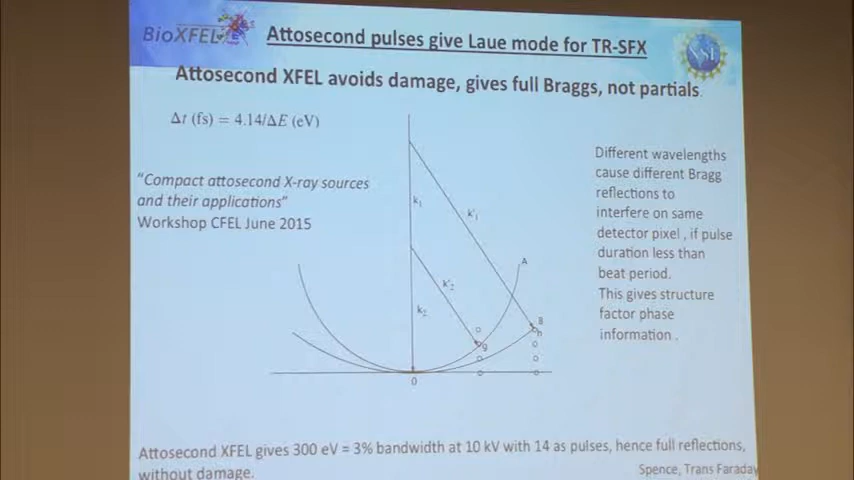 BioXFEL
Attosecond pulses give Laue mode for TR-SFX
NSF
Attosecond XFEL avoids damage, gives full Braggs, not partials.
Δt (fs) = 4.14/ΔE (eV)
"Compact attosecond X-ray sources
and their applications"
Workshop CFEL June 2015
Different wavelengths
cause different Bragg
reflections to
interfere on same
detector pixel , if pulse
duration less than
beat period.
This gives structure
factor phase
information .
k₁
k'₁
k'₂
k₂
A
B
h
g
0
Attosecond XFEL gives 300 eV = 3% bandwidth at 10 kV with 14 as pulses, hence full reflections,
without damage.
Spence, Trans Faraday